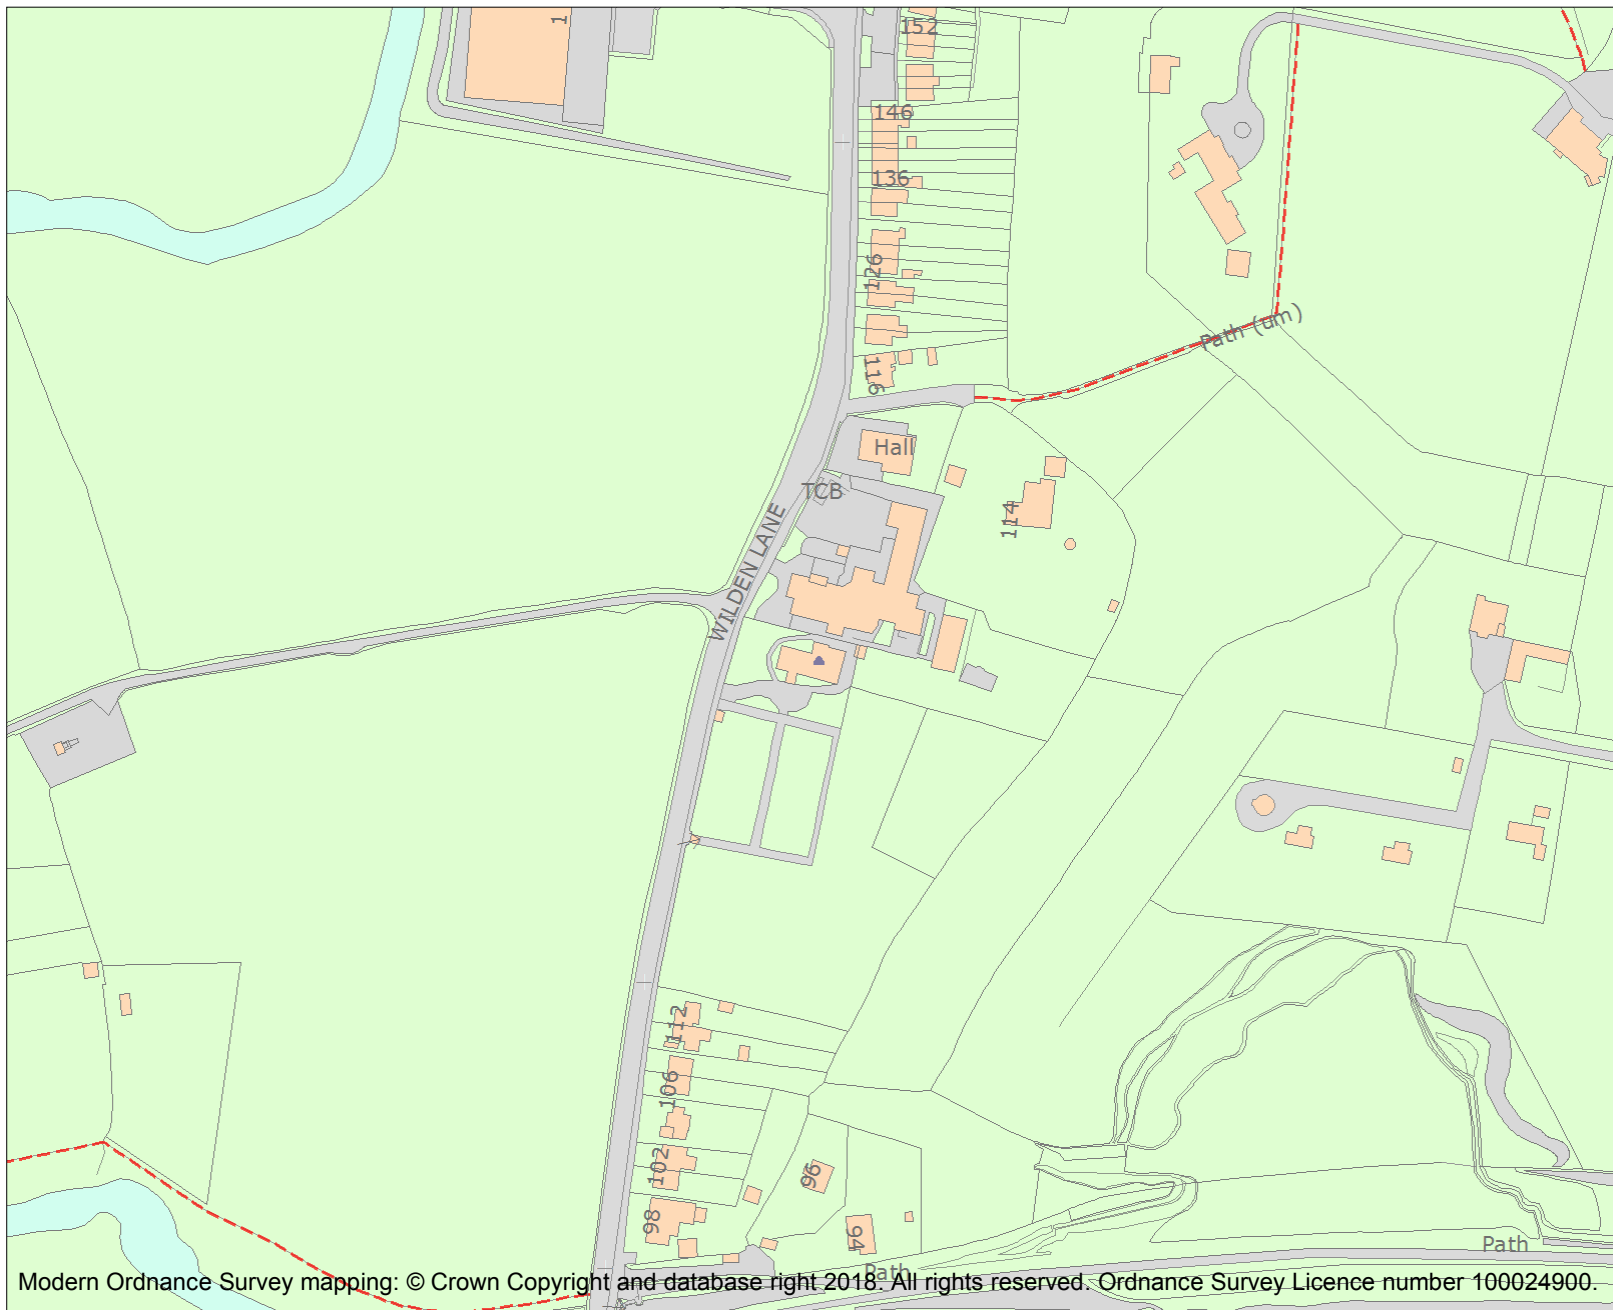 1
152
146
136
126
Path (um)
116
Hall
TCB
114
WILDEN LANE
112
106
102
96
98
94
Path
Path
Modern Ordnance Survey mapping: © Crown Copyright and database right 2018. All rights reserved. Ordnance Survey Licence number 100024900.